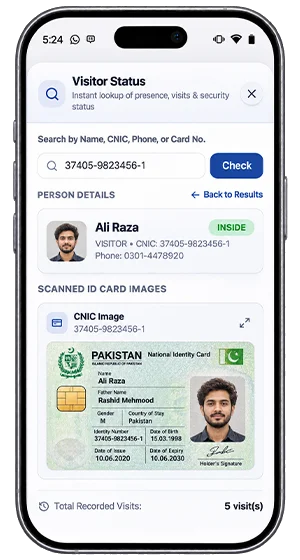 5:24
Visitor Status
Instant lookup of presence, visits & security
status
Search by Name, CNIC, Phone, or Card No.
37405-9823456-1
Check
PERSON DETAILS
← Back to Results
Ali Raza
INSIDE
VISITOR • CNIC: 37405-9823456-1
Phone: 0301-4478920
SCANNED ID CARD IMAGES
CNIC Image
37405-9823456-1
PAKISTAN National Identity Card
ISLAMIC REPUBLIC OF PAKISTAN
Name
Ali Raza
Father Name
Rashid Mehmood
Gender Country of Stay
M Pakistan
Identity Number Date of Birth
37405-9823456-1 15.03.1998
Date of Issue Date of Expiry
10.06.2020 10.06.2030
Holder's Signature
Total Recorded Visits: 5 visit(s)